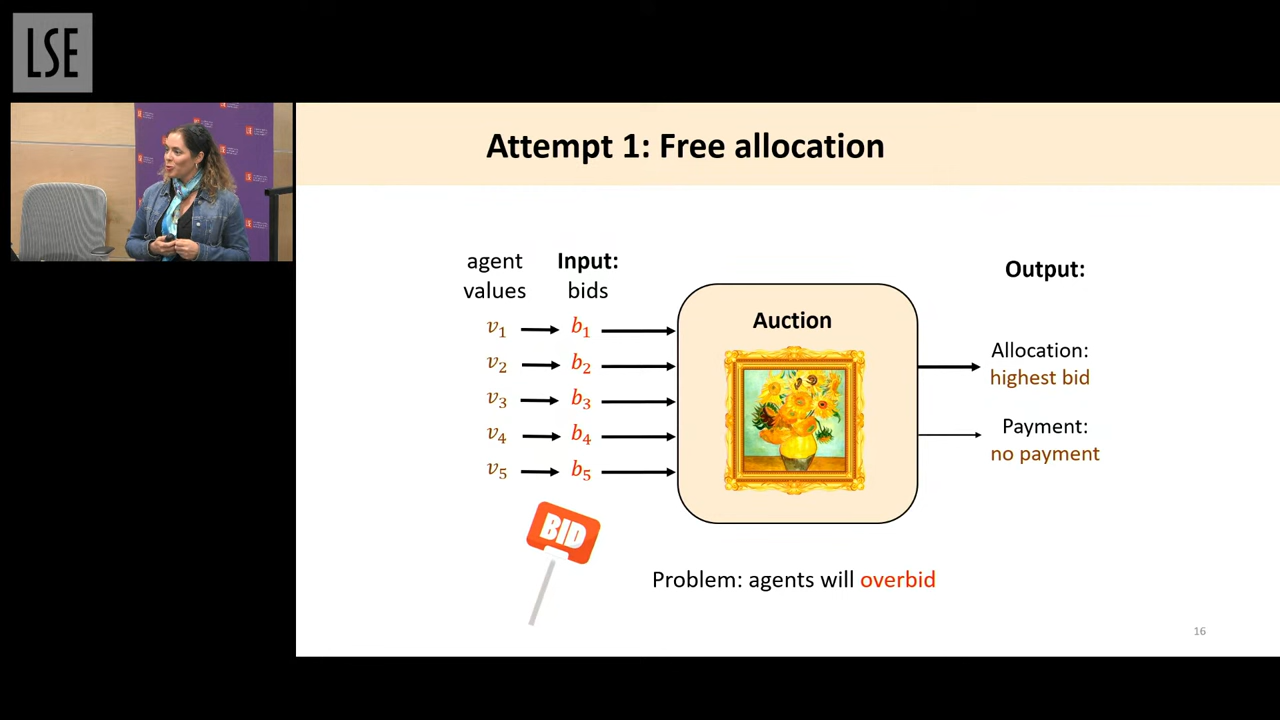 LSE
Attempt 1: Free allocation
agent
values
Input:
bids
Output:
v₁ b₁
v₂ b₂
v₃ b₃
v₄ b₄
v₅ b₅
Auction
Allocation:
highest bid
Payment:
no payment
BID
Problem: agents will overbid
16